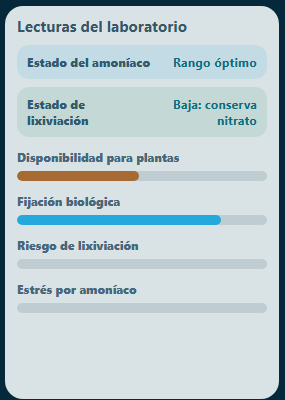 Lecturas del laboratorio
Estado del amoníaco Rango óptimo
Estado de lixiviación Baja: conserva nitrato
Disponibilidad para plantas
Fijación biológica
Riesgo de lixiviación
Estrés por amoníaco